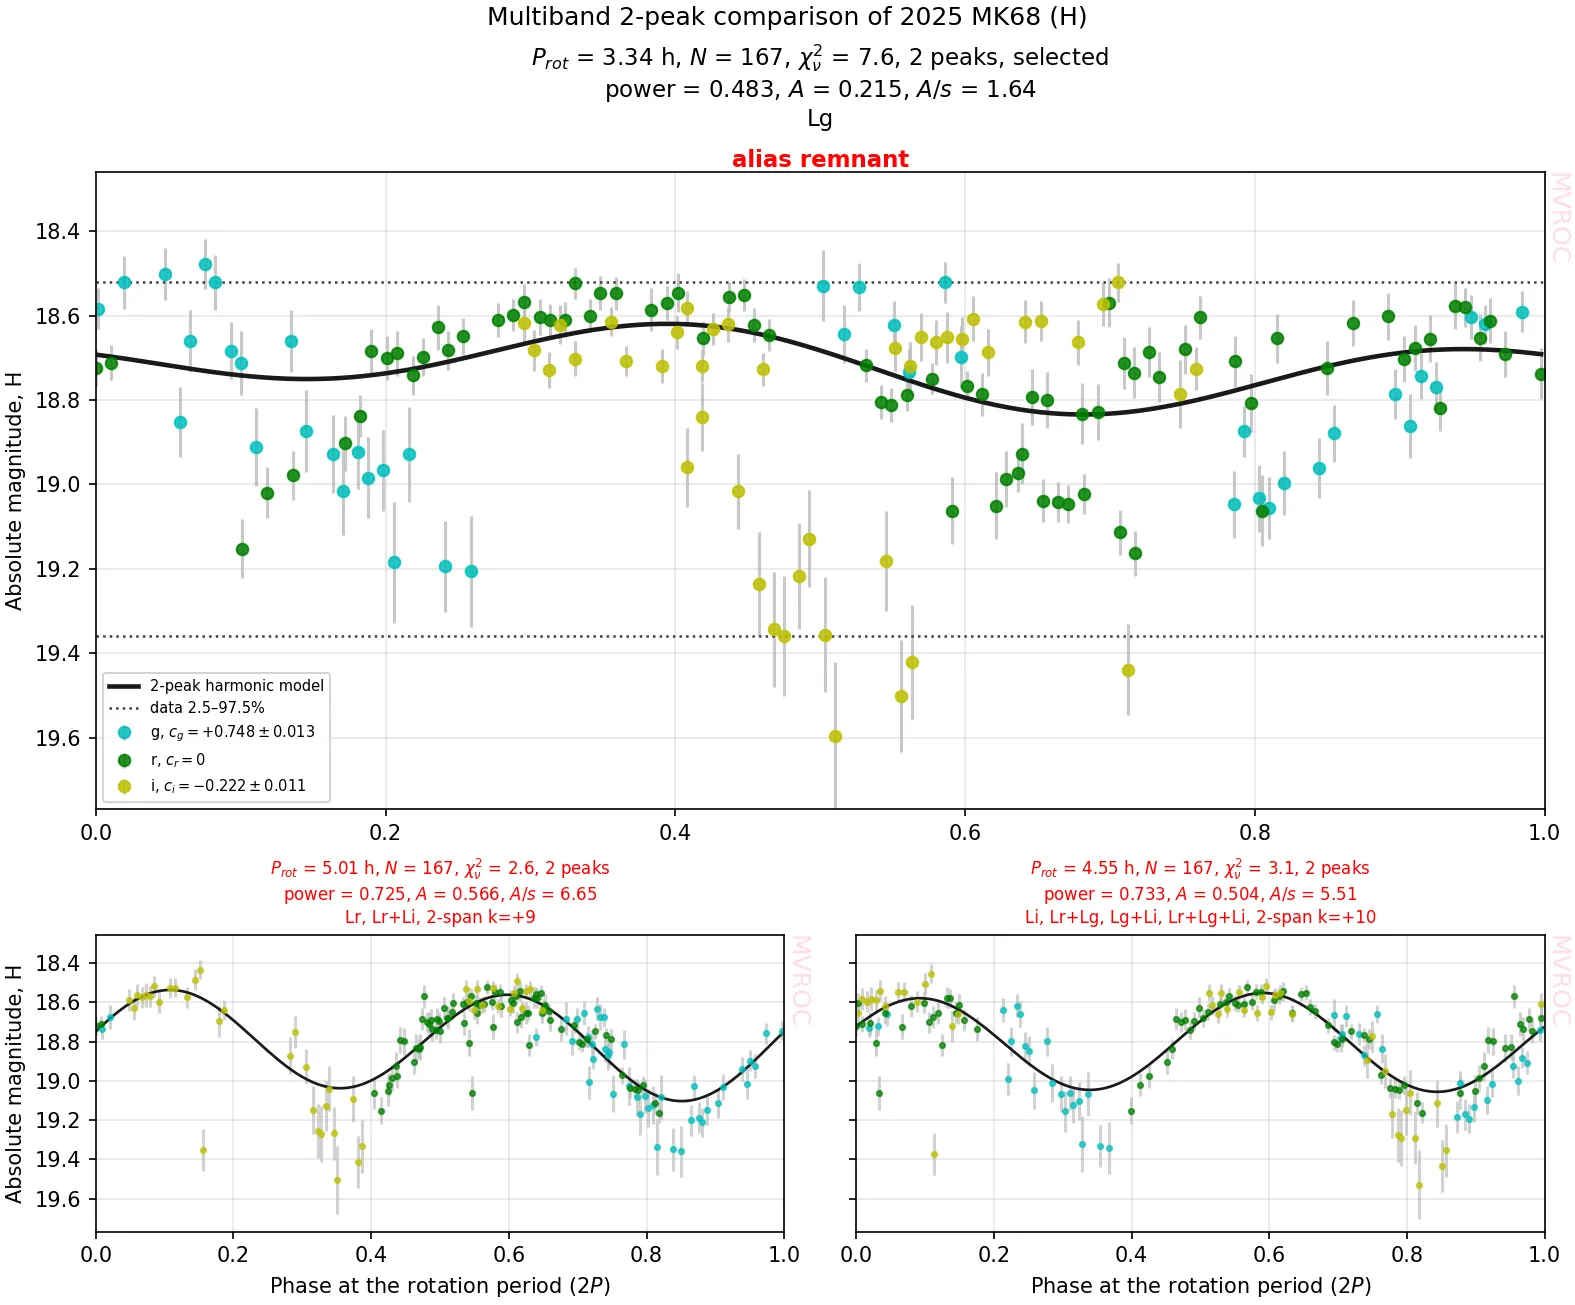 Multiband 2-peak comparison of 2025 MK68 (H)
P_rot = 3.34 h, N = 167, χ²_ν = 7.6, 2 peaks, selected
power = 0.483, A = 0.215, A/s = 1.64
Lg
alias remnant
MVROC
Absolute magnitude, H
18.4
18.6
18.8
19.0
19.2
19.4
19.6
2-peak harmonic model
data 2.5–97.5%
g, c_g = +0.748 ± 0.013
r, c_r = 0
i, c_i = −0.222 ± 0.011
0.0 0.2 0.4 0.6 0.8 1.0
P_rot = 5.01 h, N = 167, χ²_ν = 2.6, 2 peaks
power = 0.725, A = 0.566, A/s = 6.65
Lr, Lr+Li, 2-span k=+9
MVROC
Absolute magnitude, H
18.4
18.6
18.8
19.0
19.2
19.4
19.6
0.0 0.2 0.4 0.6 0.8 1.0
Phase at the rotation period (2P)
P_rot = 4.55 h, N = 167, χ²_ν = 3.1, 2 peaks
power = 0.733, A = 0.504, A/s = 5.51
Li, Lr+Lg, Lg+Li, Lr+Lg+Li, 2-span k=+10
MVROC
0.0 0.2 0.4 0.6 0.8 1.0
Phase at the rotation period (2P)